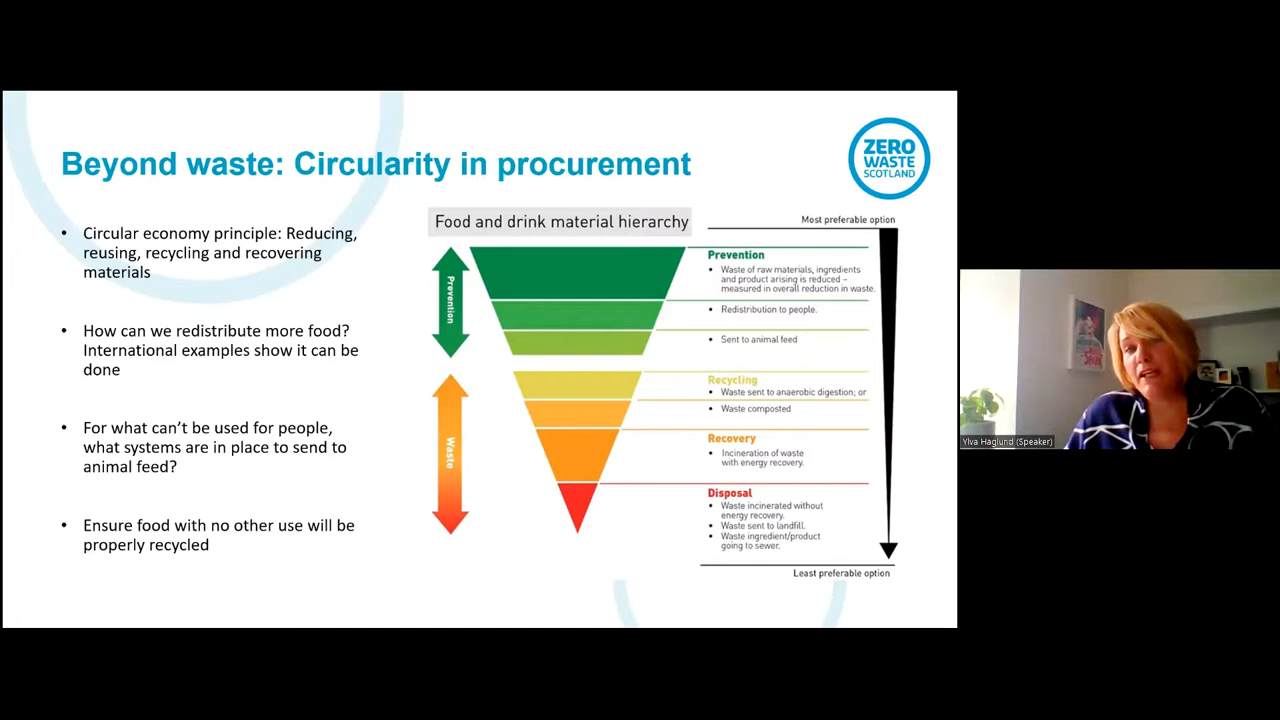 Beyond waste: Circularity in procurement
ZERO
WASTE
SCOTLAND
• Circular economy principle: Reducing,
reusing, recycling and recovering
materials
• How can we redistribute more food?
International examples show it can be
done
• For what can’t be used for people,
what systems are in place to send to
animal feed?
• Ensure food with no other use will be
properly recycled
Food and drink material hierarchy
Most preferable option
Prevention
Waste
Prevention
• Waste of raw materials, ingredients
and product arising is reduced –
measured in overall reduction in waste.
• Redistribution to people.
• Sent to animal feed
Recycling
• Waste sent to anaerobic digestion; or
• Waste composted
Recovery
• Incineration of waste
with energy recovery.
Disposal
• Waste incinerated without
energy recovery.
• Waste sent to landfill.
• Waste ingredient/product
going to sewer.
Least preferable option
Ylva Haglund (Speaker)